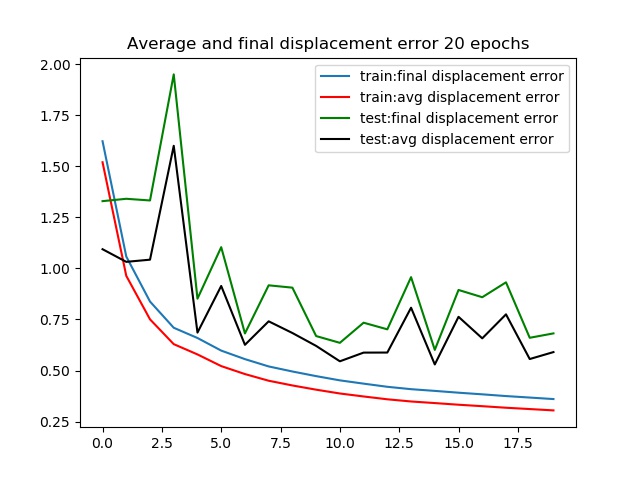 Average and final displacement error 20 epochs
train:final displacement error
train:avg displacement error
test:final displacement error
test:avg displacement error
2.00
1.75
1.50
1.25
1.00
0.75
0.50
0.25
0.0 2.5 5.0 7.5 10.0 12.5 15.0 17.5